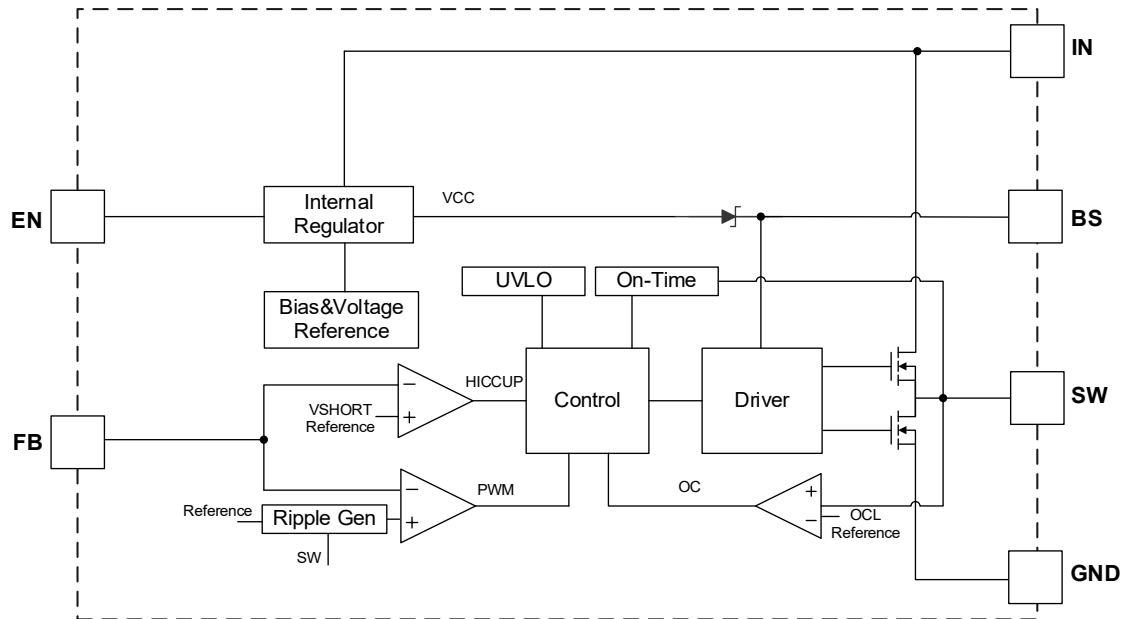 IN
EN
Internal
Regulator
VCC
BS
UVLO
On-Time
Bias&Voltage
Reference
HICCUP
Control
Driver
SW
VSHORT
Reference
FB
PWM
OC
Reference
Ripple Gen
OCL
Reference
SW
GND
−
+
−
+
+
−